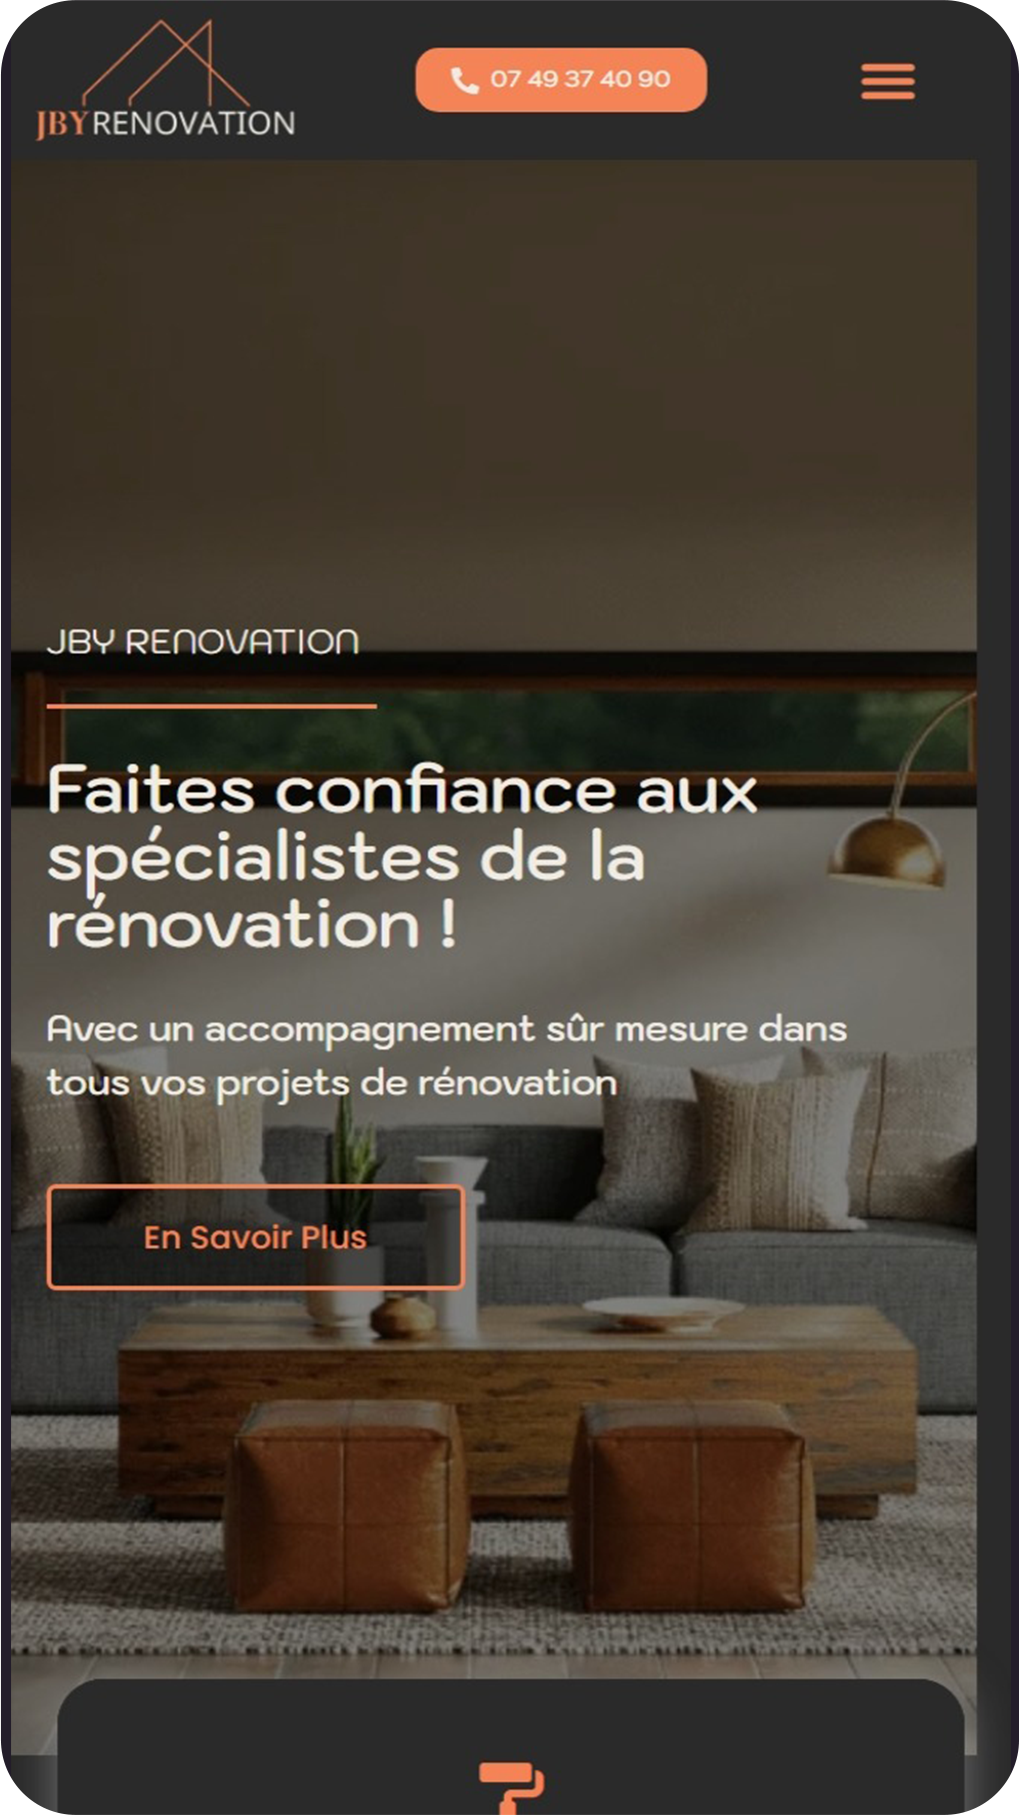 JBY RENOVATION
07 49 37 40 90
JBY RENOVATION
Faites confiance aux
spécialistes de la
rénovation !
Avec un accompagnement sûr mesure dans
tous vos projets de rénovation
En Savoir Plus